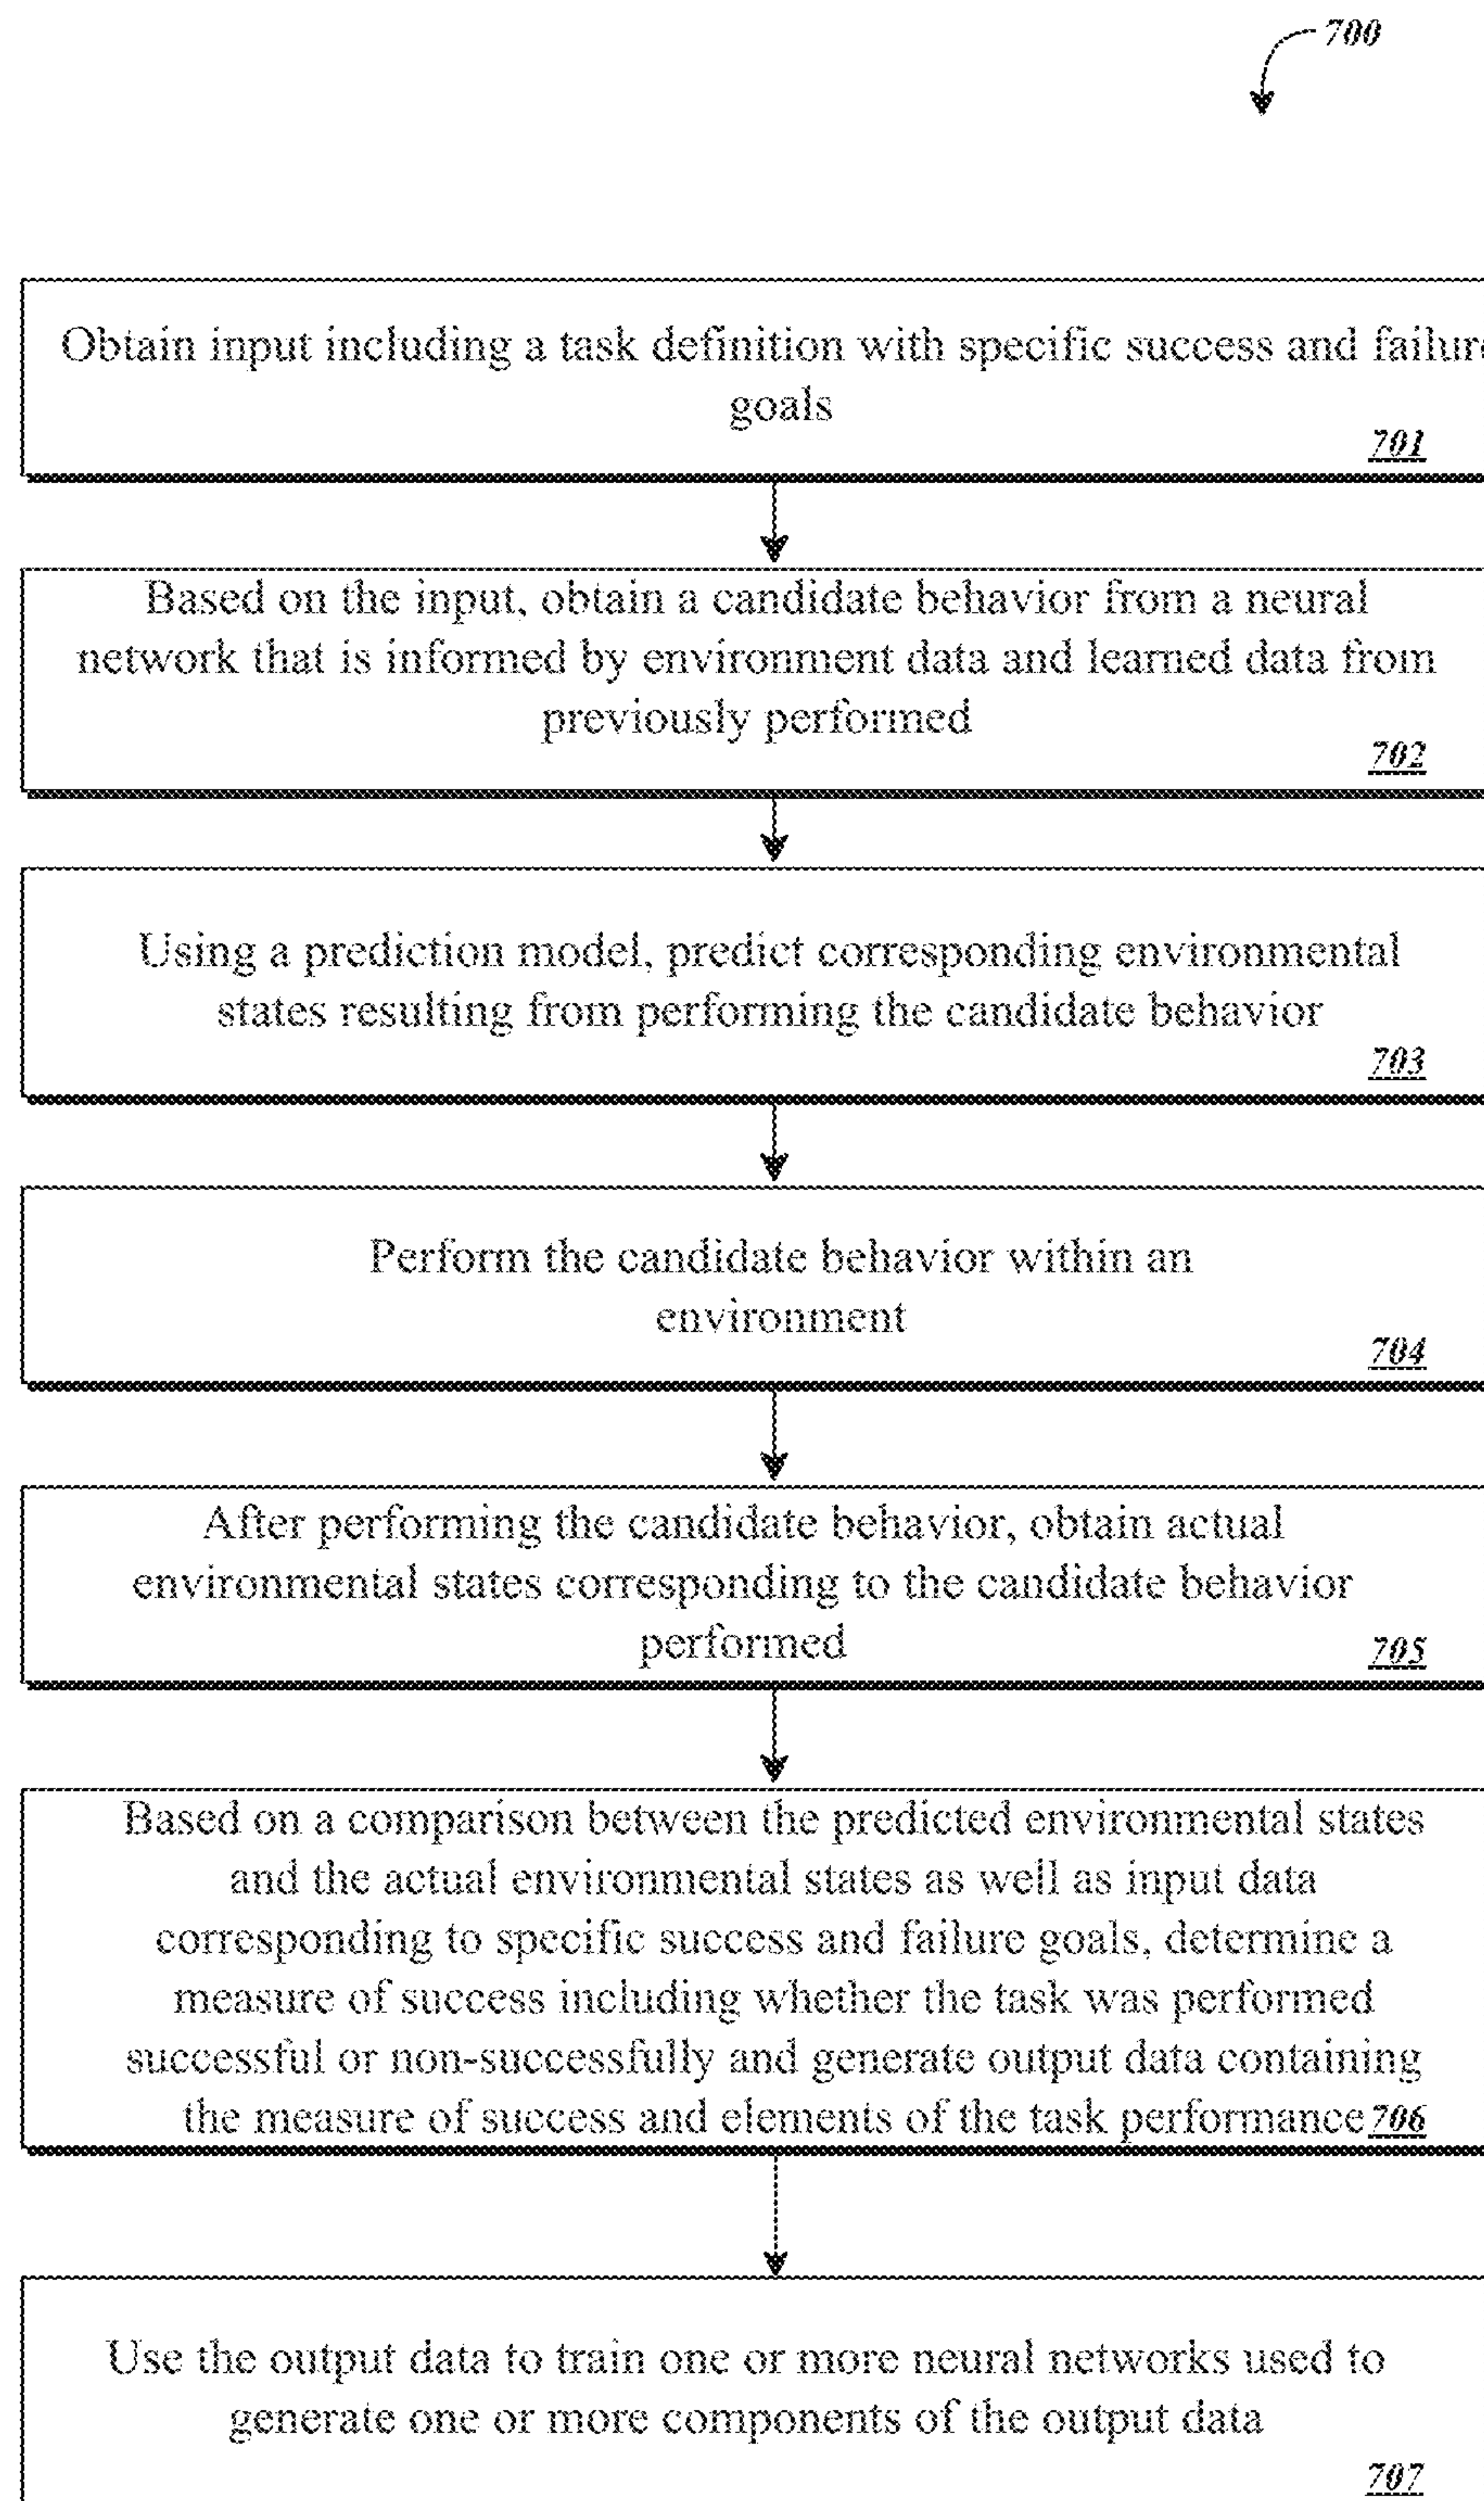 700
Obtain input including a task definition with specific success and failure
goals
701
Based on the input, obtain a candidate behavior from a neural
network that is informed by environment data and learned data from
previously performed
702
Using a prediction model, predict corresponding environmental
states resulting from performing the candidate behavior
703
Perform the candidate behavior within an
environment
704
After performing the candidate behavior, obtain actual
environmental states corresponding to the candidate behavior
performed
705
Based on a comparison between the predicted environmental states
and the actual environmental states as well as input data
corresponding to specific success and failure goals, determine a
measure of success including whether the task was performed
successful or non-successfully and generate output data containing
the measure of success and elements of the task performance 706
Use the output data to train one or more neural networks used to
generate one or more components of the output data
707